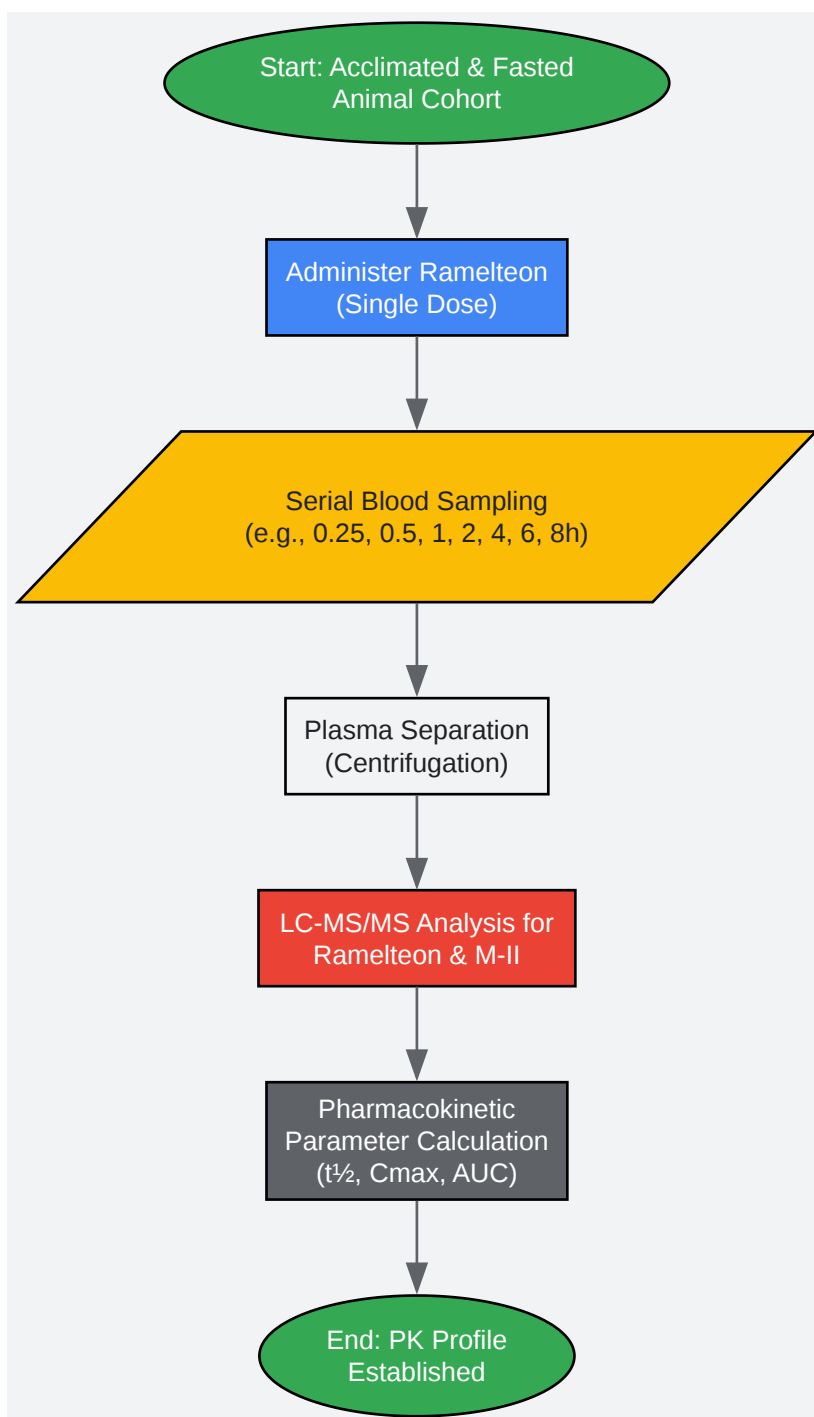 Start: Acclimated & Fasted
Animal Cohort
Administer Ramelteon
(Single Dose)
Serial Blood Sampling
(e.g., 0.25, 0.5, 1, 2, 4, 6, 8h)
Plasma Separation
(Centrifugation)
LC-MS/MS Analysis for
Ramelteon & M-II
Pharmacokinetic
Parameter Calculation
(t½, Cmax, AUC)
End: PK Profile
Established